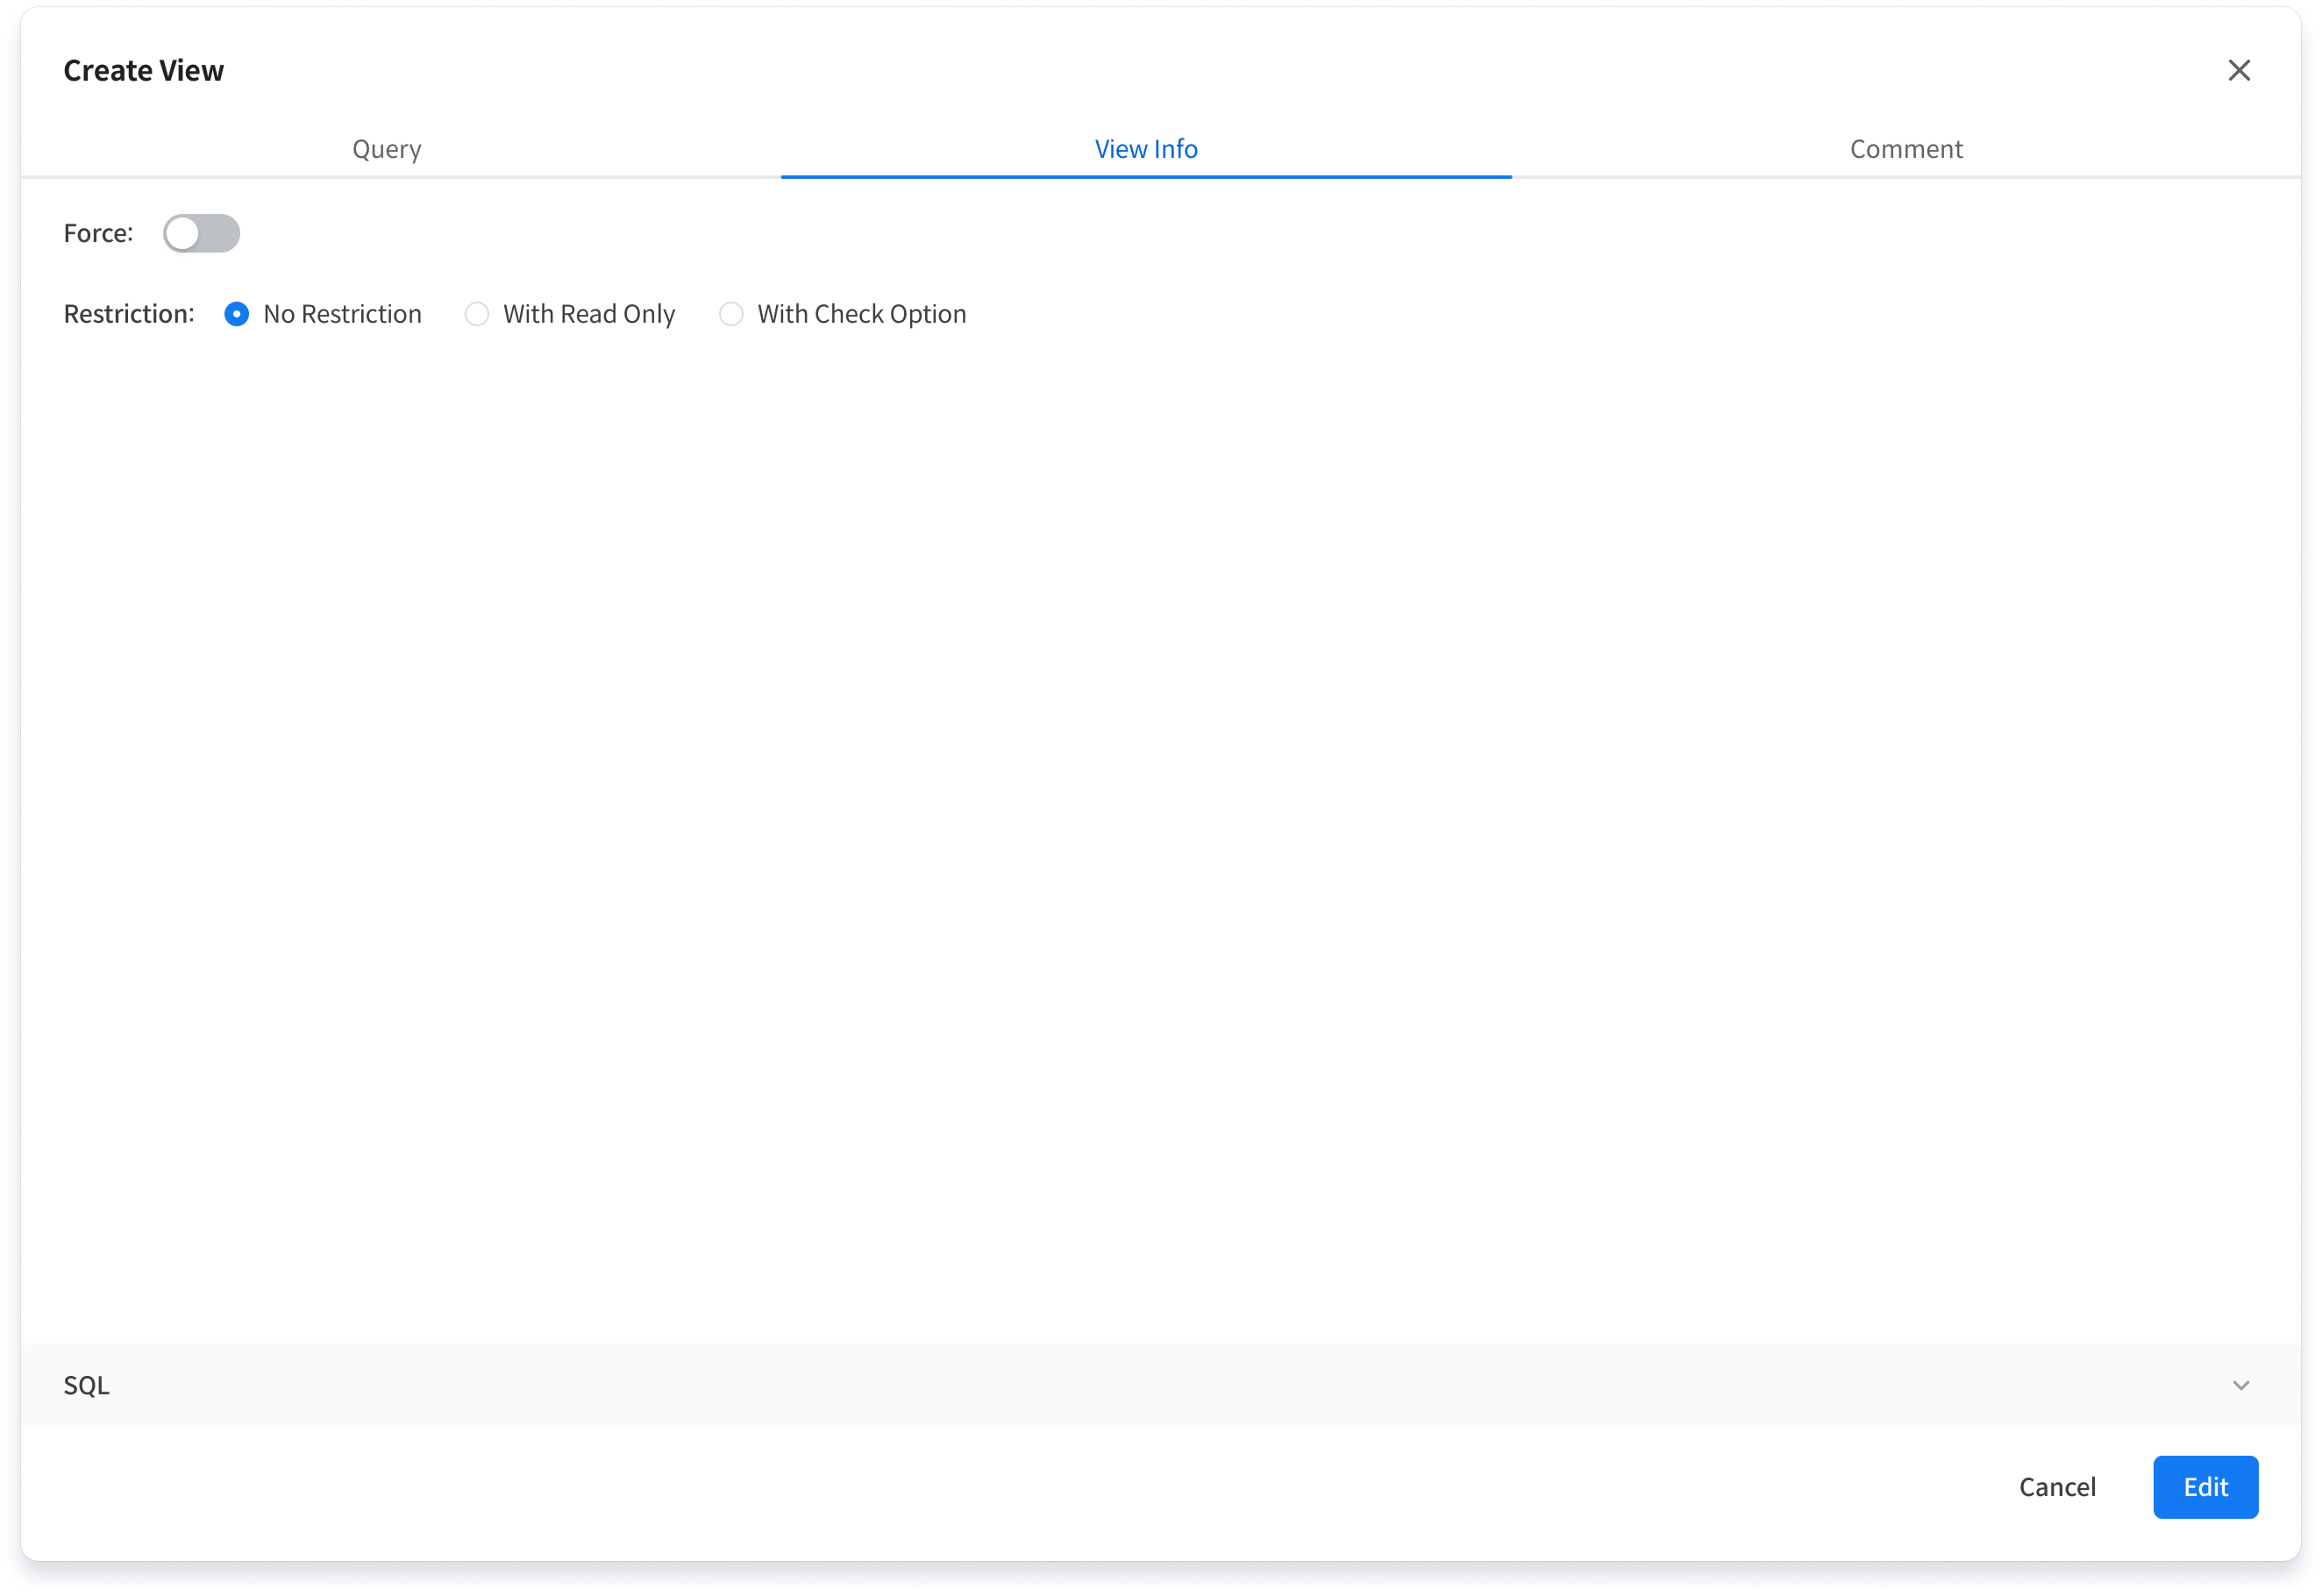 Create View
Query View Info Comment
Force:
Restriction: No Restriction With Read Only With Check Option
SQL
Cancel Edit